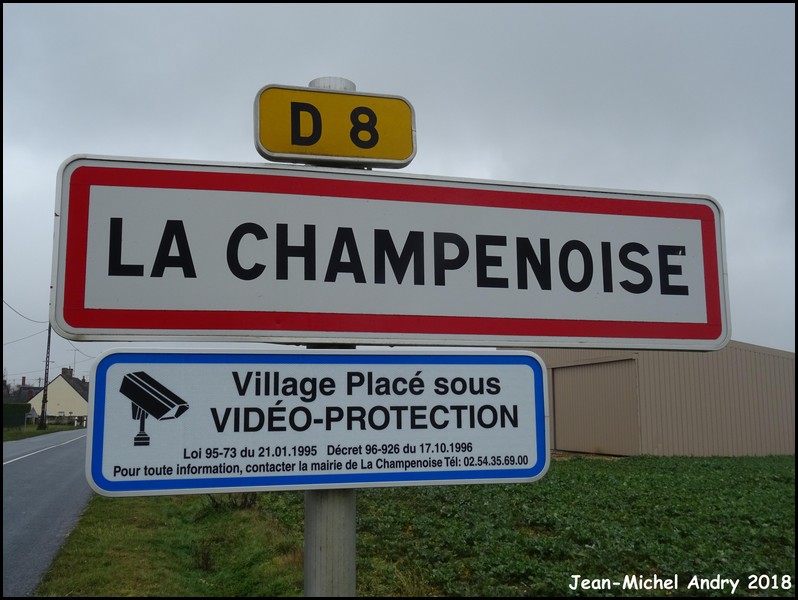 D 8
LA CHAMPENOISE
Village Placé sous
VIDÉO-PROTECTION
Loi 95-73 du 21.01.1995 Décret 96-926 du 17.10.1996
Pour toute information, contacter la mairie de La Champenoise Tél: 02.54.35.69.00
Jean-Michel Andry 2018